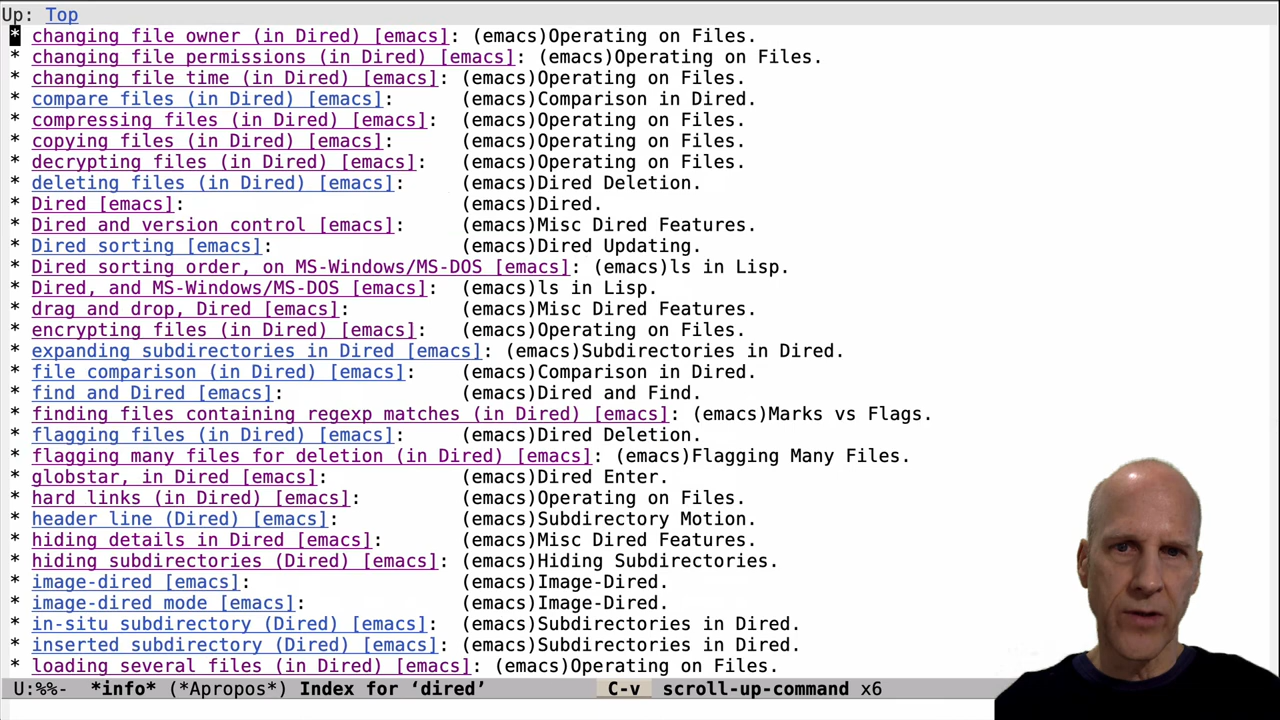 Up: Top
* changing file owner (in Dired) [emacs]: (emacs)Operating on Files.
* changing file permissions (in Dired) [emacs]: (emacs)Operating on Files.
* changing file time (in Dired) [emacs]: (emacs)Operating on Files.
* compare files (in Dired) [emacs]: (emacs)Comparison in Dired.
* compressing files (in Dired) [emacs]: (emacs)Operating on Files.
* copying files (in Dired) [emacs]: (emacs)Operating on Files.
* decrypting files (in Dired) [emacs]: (emacs)Operating on Files.
* deleting files (in Dired) [emacs]: (emacs)Dired Deletion.
* Dired [emacs]: (emacs)Dired.
* Dired and version control [emacs]: (emacs)Misc Dired Features.
* Dired sorting [emacs]: (emacs)Dired Updating.
* Dired sorting order, on MS-Windows/MS-DOS [emacs]: (emacs)ls in Lisp.
* Dired, and MS-Windows/MS-DOS [emacs]: (emacs)ls in Lisp.
* drag and drop, Dired [emacs]: (emacs)Misc Dired Features.
* encrypting files (in Dired) [emacs]: (emacs)Operating on Files.
* expanding subdirectories in Dired [emacs]: (emacs)Subdirectories in Dired.
* file comparison (in Dired) [emacs]: (emacs)Comparison in Dired.
* find and Dired [emacs]: (emacs)Dired and Find.
* finding files containing regexp matches (in Dired) [emacs]: (emacs)Marks vs Flags.
* flagging files (in Dired) [emacs]: (emacs)Dired Deletion.
* flagging many files for deletion (in Dired) [emacs]: (emacs)Flagging Many Files.
* globstar, in Dired [emacs]: (emacs)Dired Enter.
* hard links (in Dired) [emacs]: (emacs)Operating on Files.
* header line (Dired) [emacs]: (emacs)Subdirectory Motion.
* hiding details in Dired [emacs]: (emacs)Misc Dired Features.
* hiding subdirectories (Dired) [emacs]: (emacs)Hiding Subdirectories.
* image-dired [emacs]: (emacs)Image-Dired.
* image-dired mode [emacs]: (emacs)Image-Dired.
* in-situ subdirectory (Dired) [emacs]: (emacs)Subdirectories in Dired.
* inserted subdirectory (Dired) [emacs]: (emacs)Subdirectories in Dired.
* loading several files (in Dired) [emacs]: (emacs)Operating on Files.
U:%%- *info* (*Apropos*) Index for ‘dired’ C-v scroll-up-command x6